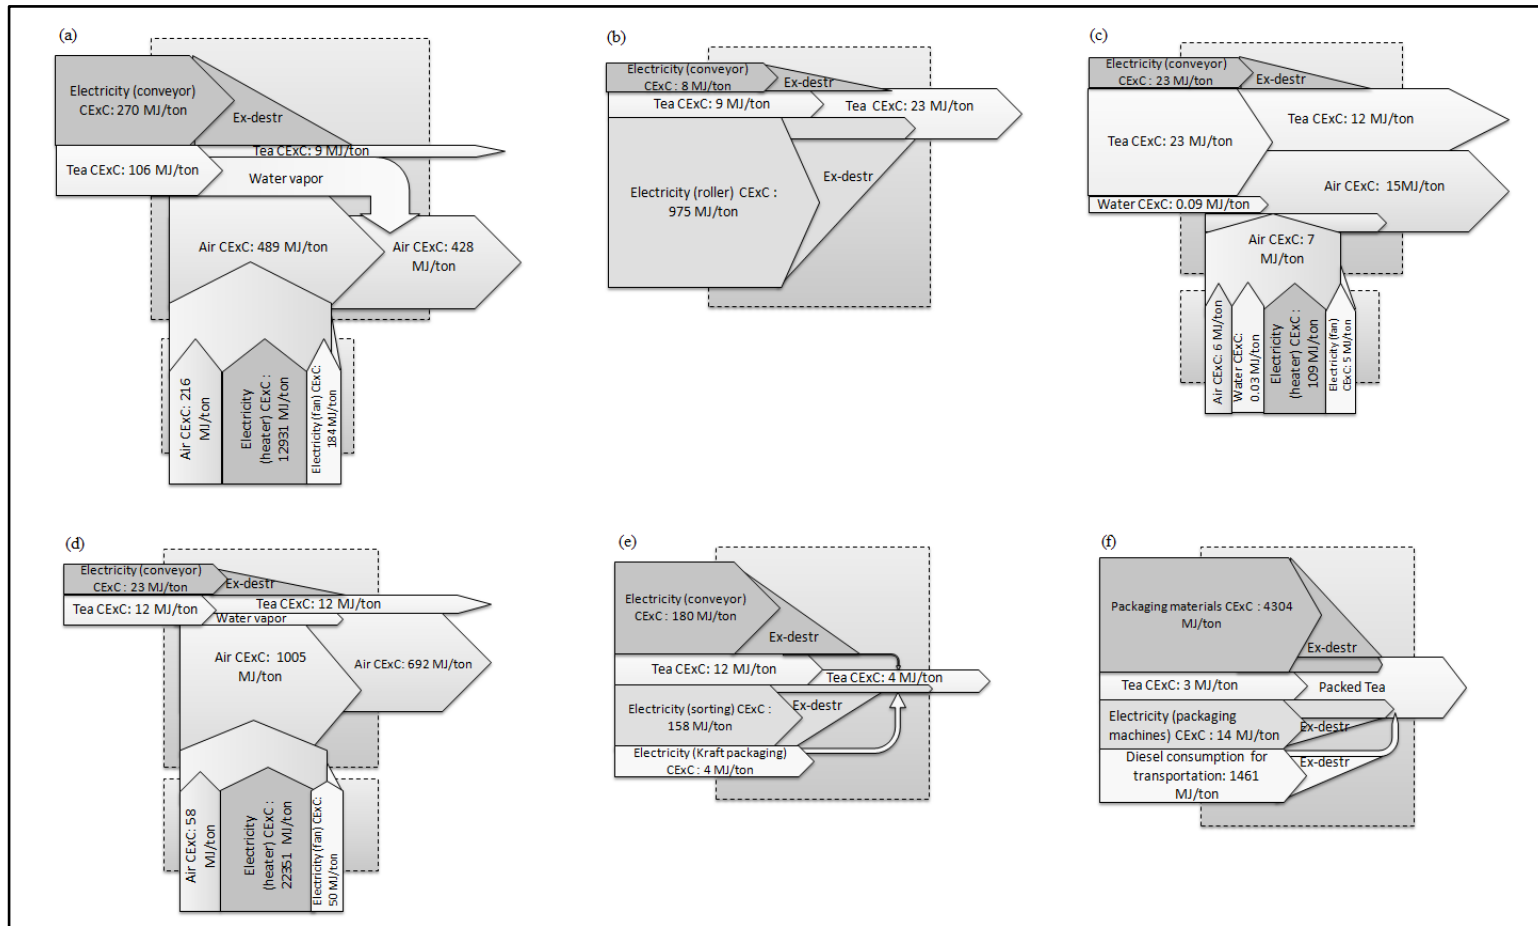 (a)
Electricity (conveyor)
CExC: 270 MJ/ton
Ex-destr
Tea CExC: 9 MJ/ton
Tea CExC: 106 MJ/ton
Water vapor
Air CExC: 489 MJ/ton
Air CExC: 428
MJ/ton
Air CExC: 216
MJ/ton
Electricity
(heater) CExC :
12931 MJ/ton
Electricity (fan) CExC:
184 MJ/ton
(b)
Electricity (conveyor)
CExC : 8 MJ/ton
Ex-destr
Tea CExC: 9 MJ/ton
Tea CExC: 23 MJ/ton
Electricity (roller) CExC :
975 MJ/ton
Ex-destr
(c)
Electricity (conveyor)
CExC : 23 MJ/ton
Ex-destr
Tea CExC: 23 MJ/ton
Tea CExC: 12 MJ/ton
Air CExC: 15MJ/ton
Water CExC: 0.09 MJ/ton
Air CExC: 7
MJ/ton
Air CExC: 6 MJ/ton
Water CExC:
0.03 MJ/ton
Electricity
(heater) CExC :
109 MJ/ton
Electricity (fan)
CExC: 5 MJ/ton
(d)
Electricity (conveyor)
CExC : 23 MJ/ton
Ex-destr
Tea CExC: 12 MJ/ton
Tea CExC: 12 MJ/ton
Water vapor
Air CExC: 1005
MJ/ton
Air CExC: 692 MJ/ton
Air CExC: 58
MJ/ton
Electricity
(heater) CExC :
22351 MJ/ton
Electricity (fan) CExC:
50 MJ/ton
(e)
Electricity (conveyor)
CExC : 180 MJ/ton
Ex-destr
Tea CExC: 12 MJ/ton
Tea CExC: 4 MJ/ton
Electricity (sorting) CExC :
158 MJ/ton
Ex-destr
Electricity (Kraft packaging)
CExC : 4 MJ/ton
(f)
Packaging materials CExC : 4304
MJ/ton
Ex-destr
Tea CExC: 3 MJ/ton
Packed Tea
Electricity (packaging
machines) CExC : 14 MJ/ton
Ex-destr
Diesel consumption for
transportation: 1461
MJ/ton
Ex-destr